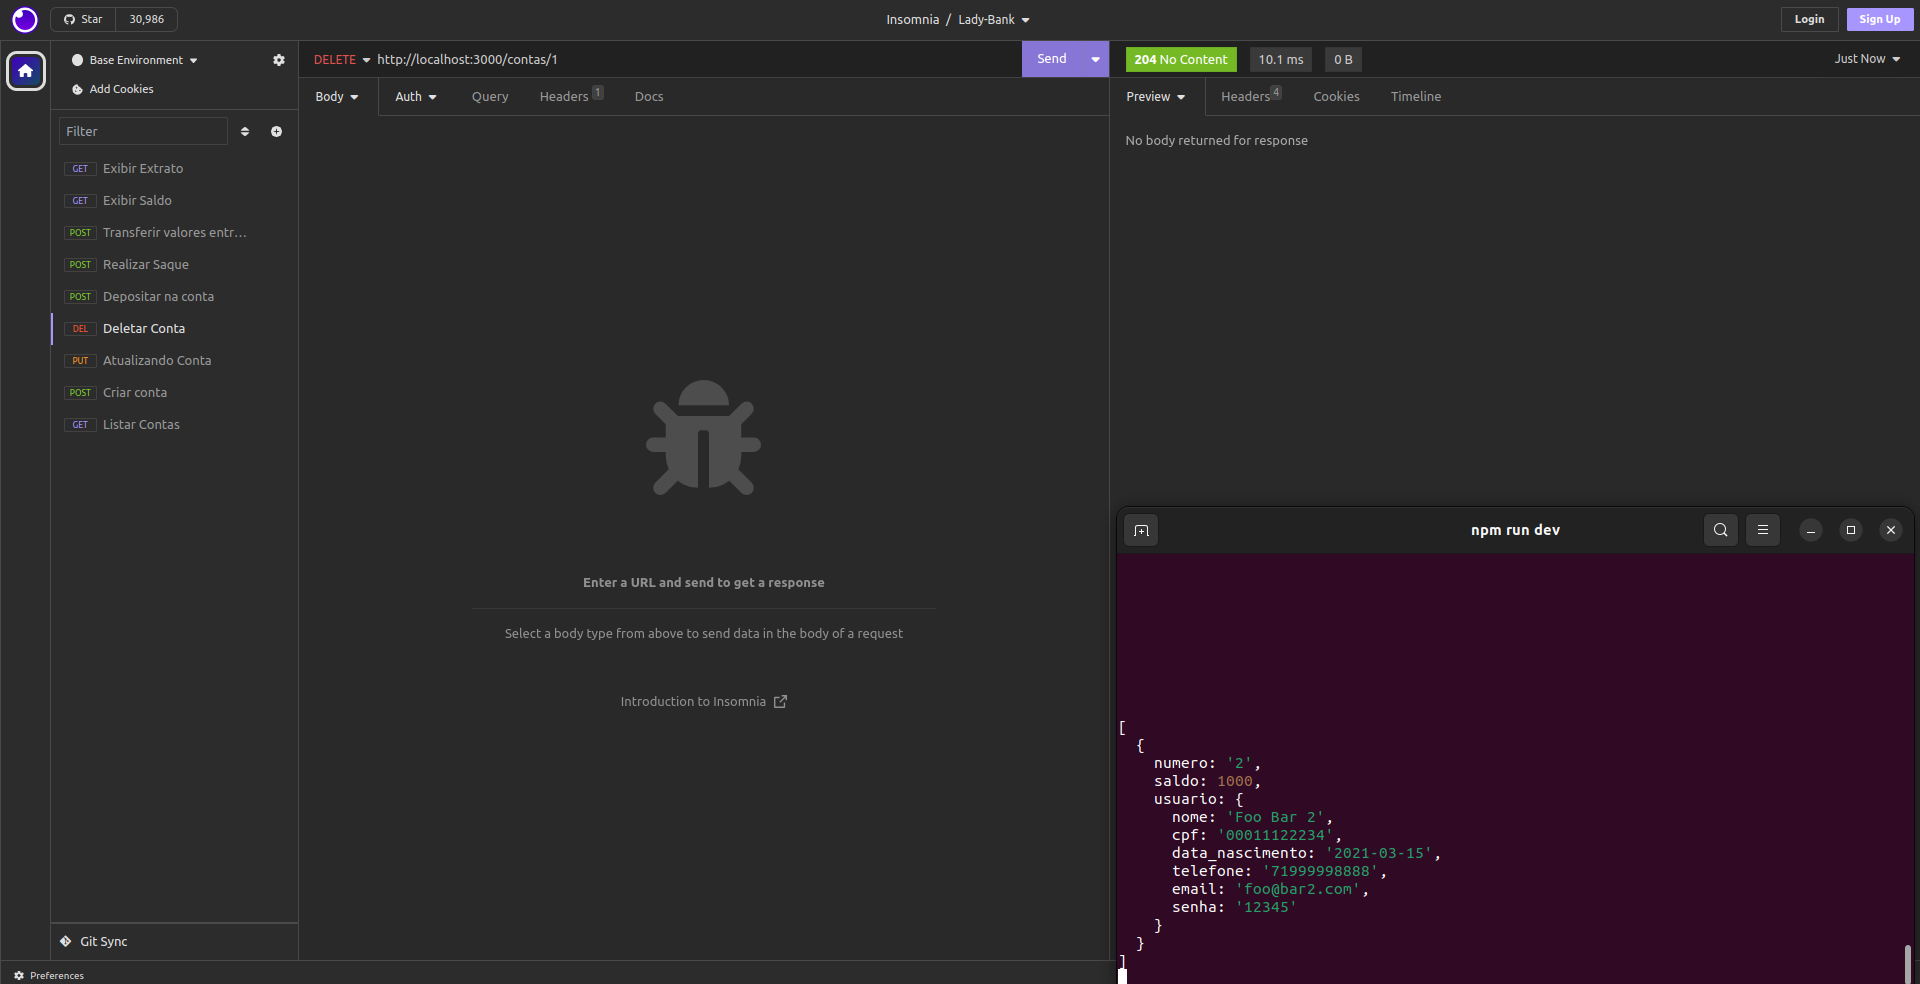 Star 30,986
Insomnia / Lady-Bank
Login Sign Up
Base Environment
Add Cookies
Filter
GET Exibir Extrato
GET Exibir Saldo
POST Transferir valores entr...
POST Realizar Saque
POST Depositar na conta
DEL Deletar Conta
PUT Atualizando Conta
POST Criar conta
GET Listar Contas
Git Sync
Preferences
DELETE http://localhost:3000/contas/1 Send
Body Auth Query Headers 1 Docs
Enter a URL and send to get a response
Select a body type from above to send data in the body of a request
Introduction to Insomnia
204 No Content 10.1 ms 0 B Just Now
Preview Headers 4 Cookies Timeline
No body returned for response
npm run dev
[
{
numero: '2',
saldo: 1000,
usuario: {
nome: 'Foo Bar 2',
cpf: '00011122234',
data_nascimento: '2021-03-15',
telefone: '71999998888',
email: 'foo@bar2.com',
senha: '12345'
}
}
]